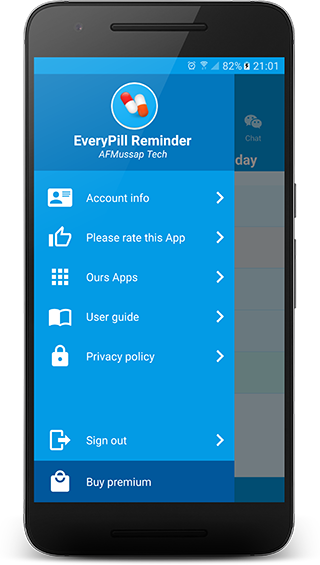 82% 21:01
EveryPill Reminder
AFMussap Tech
Chat
day
Account info
Please rate this App
Ours Apps
User guide
Privacy policy
Sign out
Buy premium